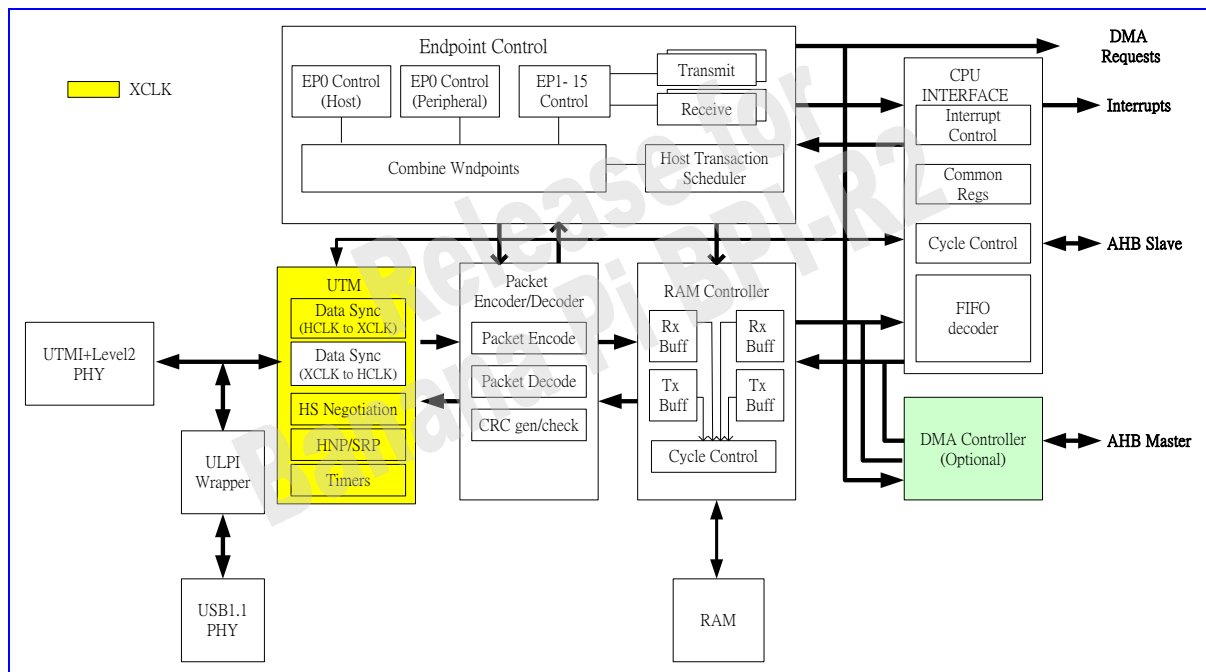 XCLK
Endpoint Control
EP0 Control
(Host)
EP0 Control
(Peripheral)
EP1- 15
Control
Transmit
Receive
Combine Wndpoints
Host Transaction
Scheduler
DMA
Requests
CPU
INTERFACE
Interrupt
Control
Common
Regs
Cycle Control
FIFO
decoder
Interrupts
AHB Slave
UTM
Data Sync
(HCLK to XCLK)
Data Sync
(XCLK to HCLK)
HS Negotiation
HNP/SRP
Timers
Packet
Encoder/Decoder
Packet Encode
Packet Decode
CRC gen/check
RAM Controller
Rx
Buff
Rx
Buff
Tx
Buff
Tx
Buff
Cycle Control
UTMI+Level2
PHY
ULPI
Wrapper
USB1.1
PHY
RAM
DMA Controller
(Optional)
AHB Master
Release for
Banana Pi BPI-R2